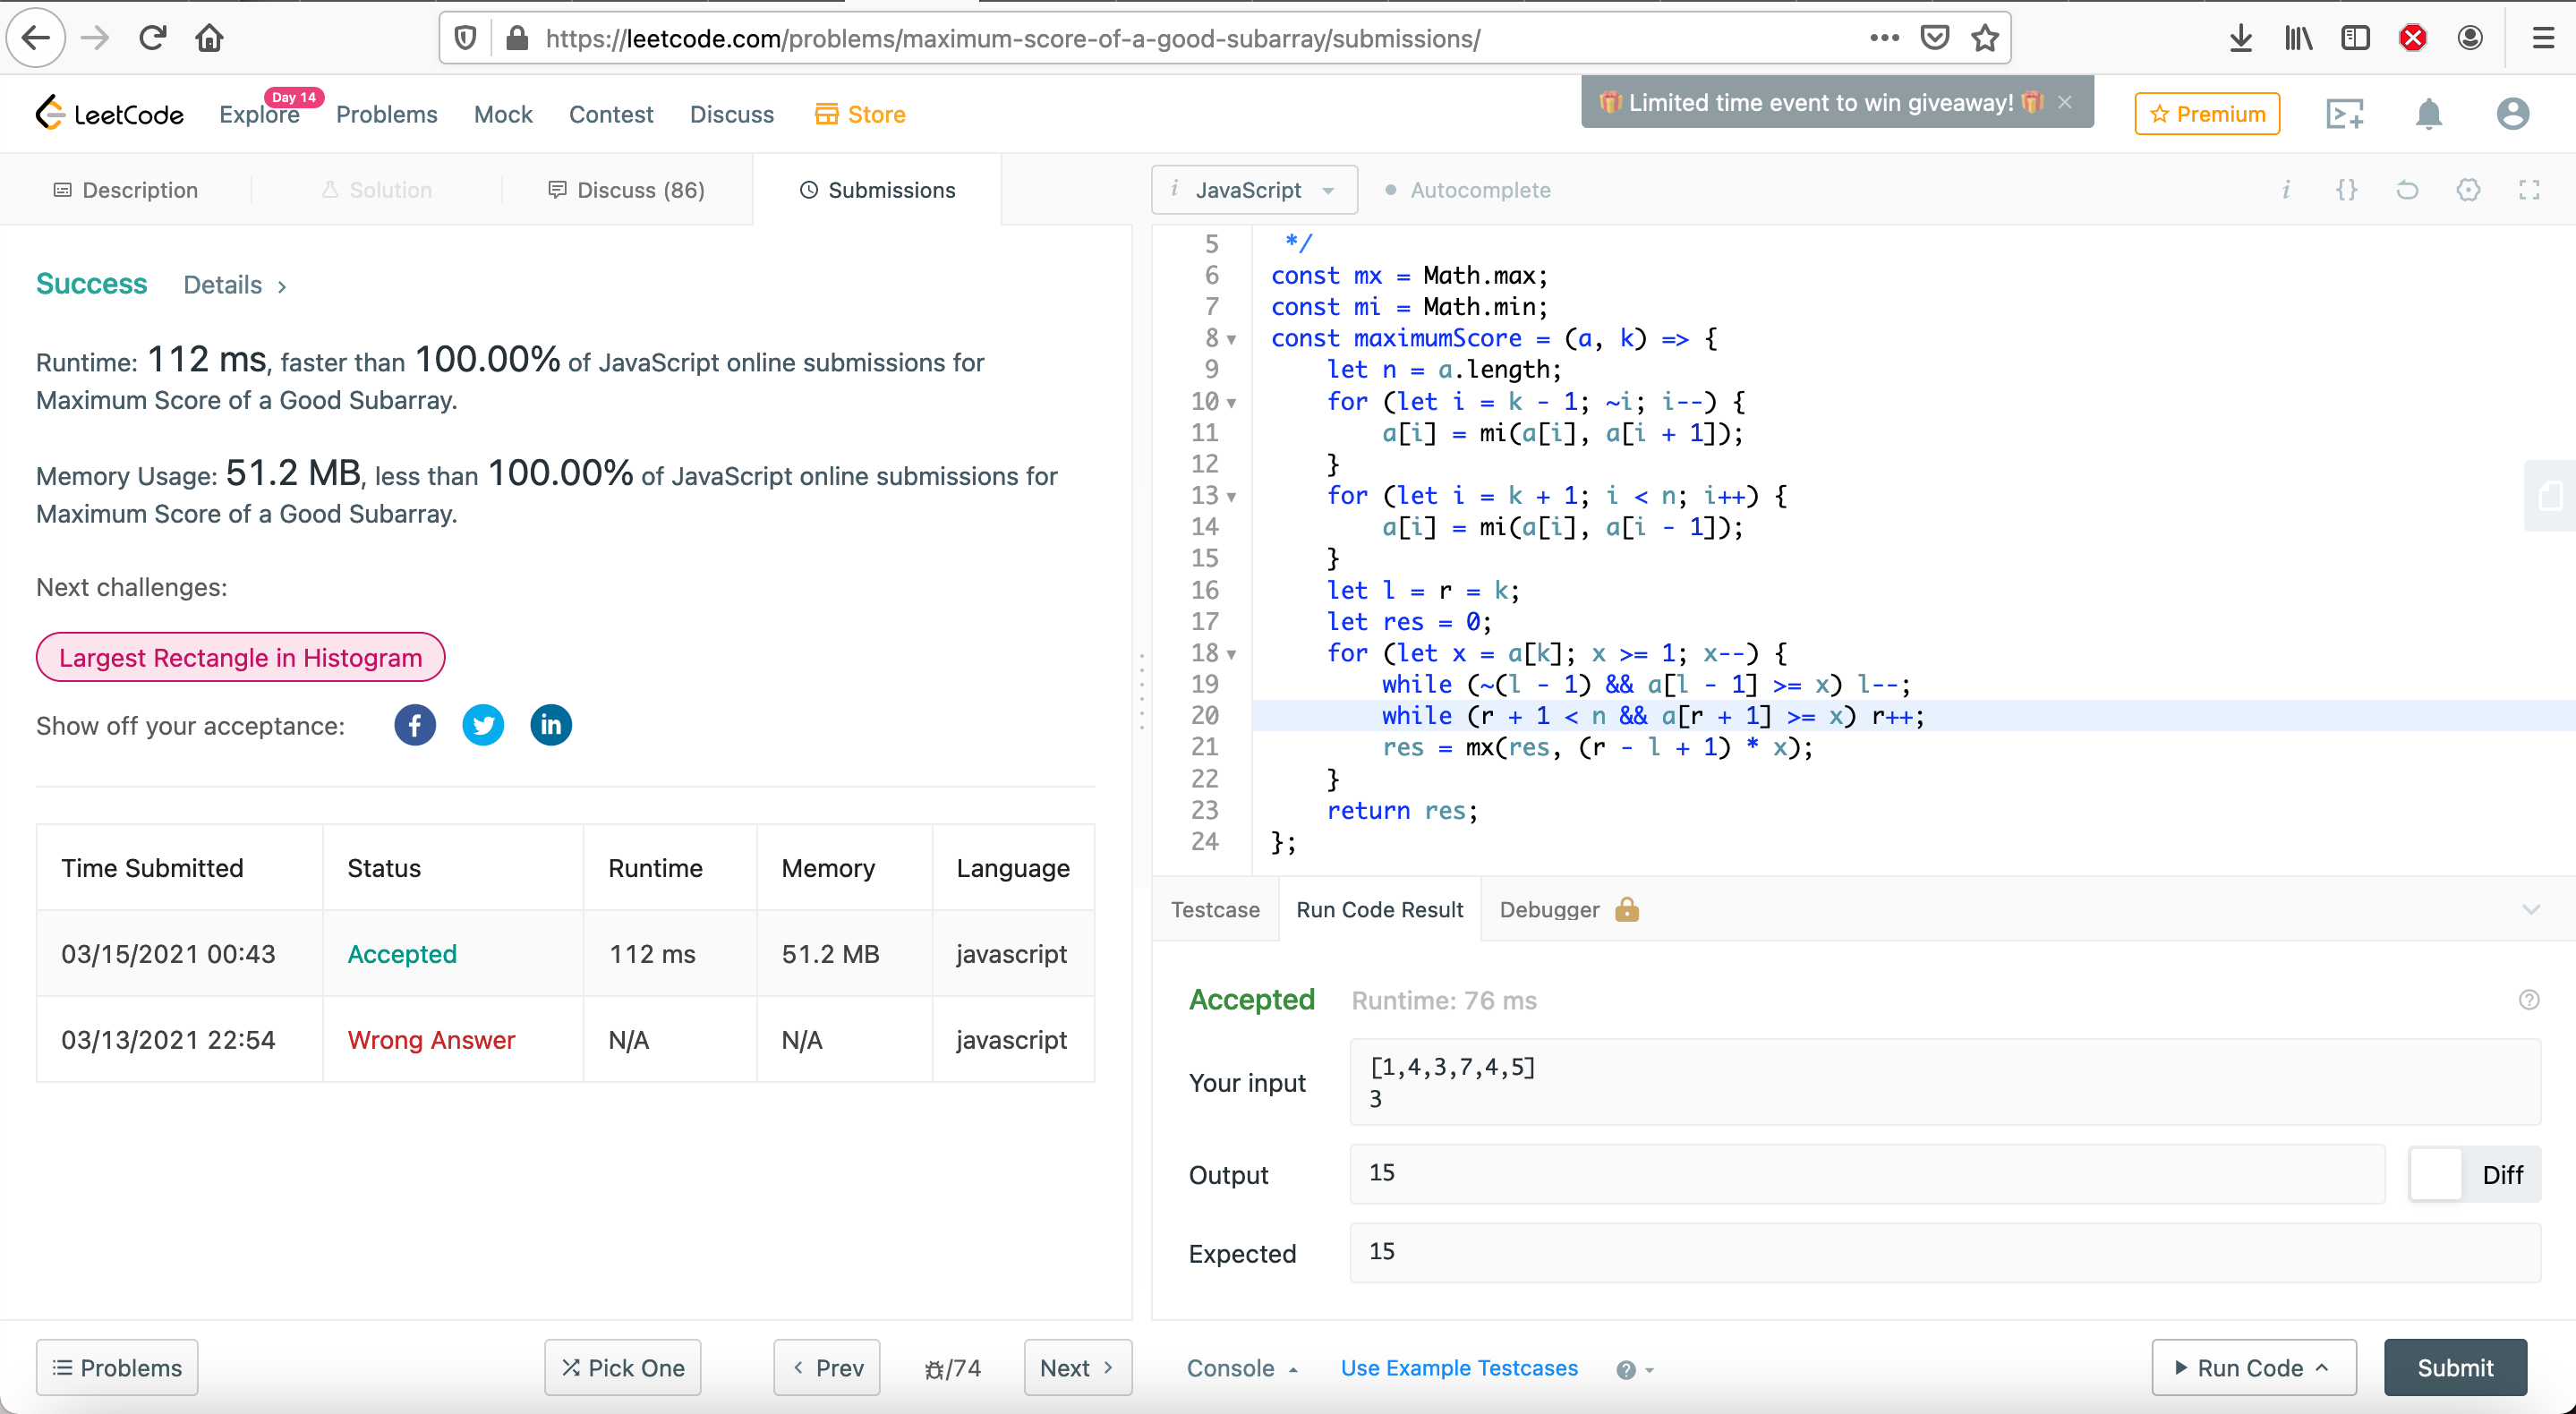 https://leetcode.com/problems/maximum-score-of-a-good-subarray/submissions/
LeetCode
Explore
Day 14
Problems
Mock
Contest
Discuss
Store
Limited time event to win giveaway!
Premium
Description
Solution
Discuss (86)
Submissions
i JavaScript
Autocomplete
Success Details
Runtime: 112 ms, faster than 100.00% of JavaScript online submissions for
Maximum Score of a Good Subarray.
Memory Usage: 51.2 MB, less than 100.00% of JavaScript online submissions for
Maximum Score of a Good Subarray.
Next challenges:
Largest Rectangle in Histogram
Show off your acceptance:
Time Submitted Status Runtime Memory Language
03/15/2021 00:43 Accepted 112 ms 51.2 MB javascript
03/13/2021 22:54 Wrong Answer N/A N/A javascript
5 */
6 const mx = Math.max;
7 const mi = Math.min;
8 const maximumScore = (a, k) => {
9 let n = a.length;
10 for (let i = k - 1; ~i; i--) {
11 a[i] = mi(a[i], a[i + 1]);
12 }
13 for (let i = k + 1; i < n; i++) {
14 a[i] = mi(a[i], a[i - 1]);
15 }
16 let l = r = k;
17 let res = 0;
18 for (let x = a[k]; x >= 1; x--) {
19 while (~(l - 1) && a[l - 1] >= x) l--;
20 while (r + 1 < n && a[r + 1] >= x) r++;
21 res = mx(res, (r - l + 1) * x);
22 }
23 return res;
24 };
Testcase
Run Code Result
Debugger
Accepted Runtime: 76 ms
Your input
[1,4,3,7,4,5]
3
Output
15
Diff
Expected
15
Problems
Pick One
Prev
/74
Next
Console
Use Example Testcases
Run Code
Submit